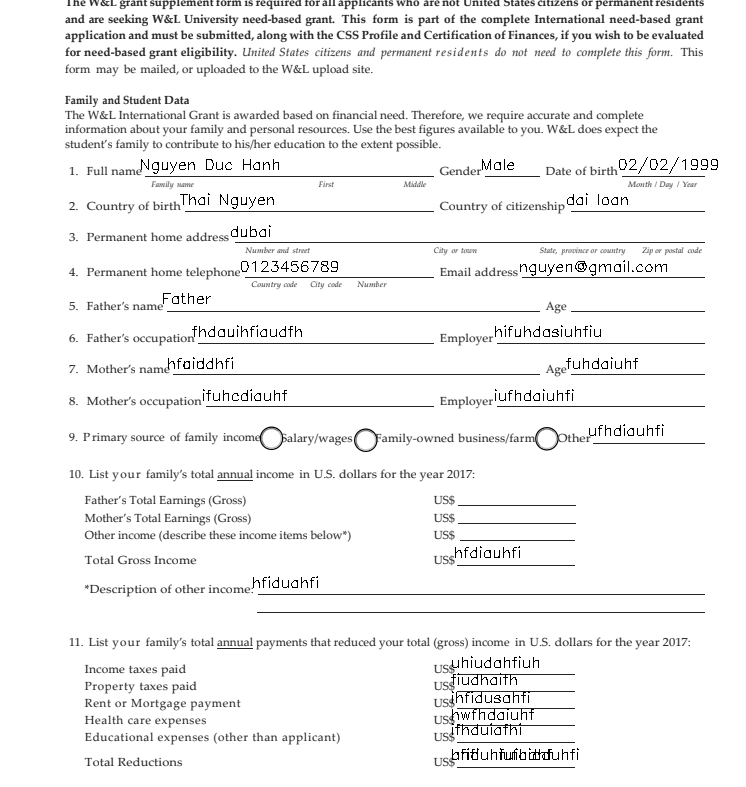 The W&L grant supplement form is required for all applicants who are not United States citizens or permanent residents
and are seeking W&L University need-based grant. This form is part of the complete International need-based grant
application and must be submitted, along with the CSS Profile and Certification of Finances, if you wish to be evaluated
for need-based grant eligibility. United States citizens and permanent residents do not need to complete this form. This
form may be mailed, or uploaded to the W&L upload site.
Family and Student Data
The W&L International Grant is awarded based on financial need. Therefore, we require accurate and complete
information about your family and personal resources. Use the best figures available to you. W&L does expect the
student's family to contribute to his/her education to the extent possible.
1. Full name Nguyen Duc Hanh Gender Male Date of birth 02/02/1999
Family name First Middle Month / Day / Year
2. Country of birth Thai Nguyen Country of citizenship dai loan
3. Permanent home address dubai
Number and street City or town State, province or country Zip or postal code
4. Permanent home telephone 0123456789 Email address nguyen@gmail.com
Country code City code Number
5. Father's name Father Age
6. Father's occupation fhdauihfiaudfh Employer hifuhdasiuhfiu
7. Mother's name hfaiddhfi Age fuhdaiuhf
8. Mother's occupation ifuhcdiauhf Employer iufhdaiuhfi
9. Primary source of family income Salary/wages Family-owned business/farm Other ufhdiauhfi
10. List your family's total annual income in U.S. dollars for the year 2017:
Father's Total Earnings (Gross) US$
Mother's Total Earnings (Gross) US$
Other income (describe these income items below*) US$
Total Gross Income US$ hfdiauhfi
*Description of other income: hfiduahfi
11. List your family's total annual payments that reduced your total (gross) income in U.S. dollars for the year 2017:
Income taxes paid US$ uhiudahfiuh
Property taxes paid US$ fiudhaifh
Rent or Mortgage payment US$ ihfidusahfi
Health care expenses US$ hwfhdaiuhf
Educational expenses (other than applicant) US$ ifhduiafhi
Total Reductions US$